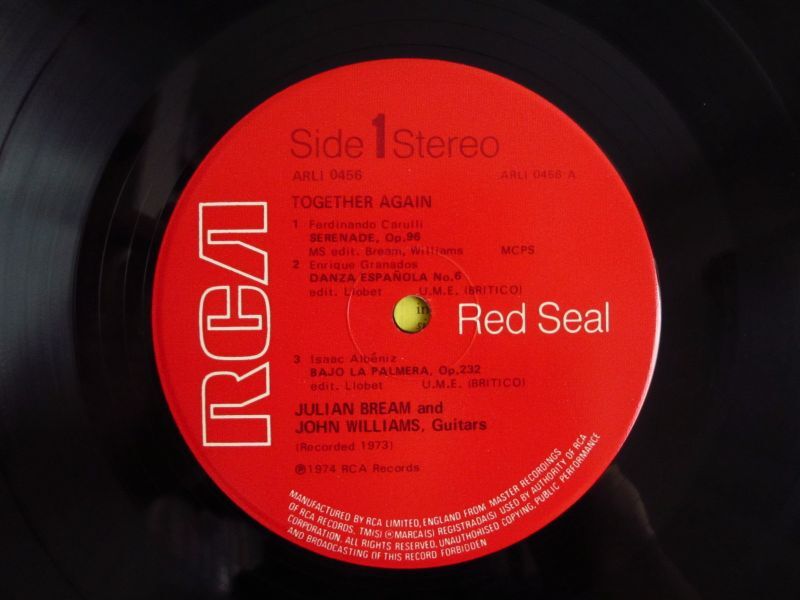 Side 1 Stereo
ARLI 0456 ARLI 0456 A
TOGETHER AGAIN
1 Ferdinando Carulli
SERENADE, Op.96
MS edit. Bream, Williams MCPS
2 Enrique Granados
DANZA ESPAÑOLA No.6
edit. Llobet U.M.E. (BRITICO)
in
RCA
Red Seal
3 Isaac Albéniz
BAJO LA PALMERA, Op.232
edit. Llobet U.M.E. (BRITICO)
JULIAN BREAM and
JOHN WILLIAMS, Guitars
(Recorded 1973)
℗1974 RCA Records
MANUFACTURED BY RCA LIMITED, ENGLAND FROM MASTER RECORDINGS
OF RCA RECORDS. TM(S) ® MARCA(S) REGISTRADA(S) USED BY AUTHORITY OF RCA
CORPORATION. ALL RIGHTS RESERVED. UNAUTHORISED COPYING, PUBLIC PERFORMANCE
AND BROADCASTING OF THIS RECORD FORBIDDEN